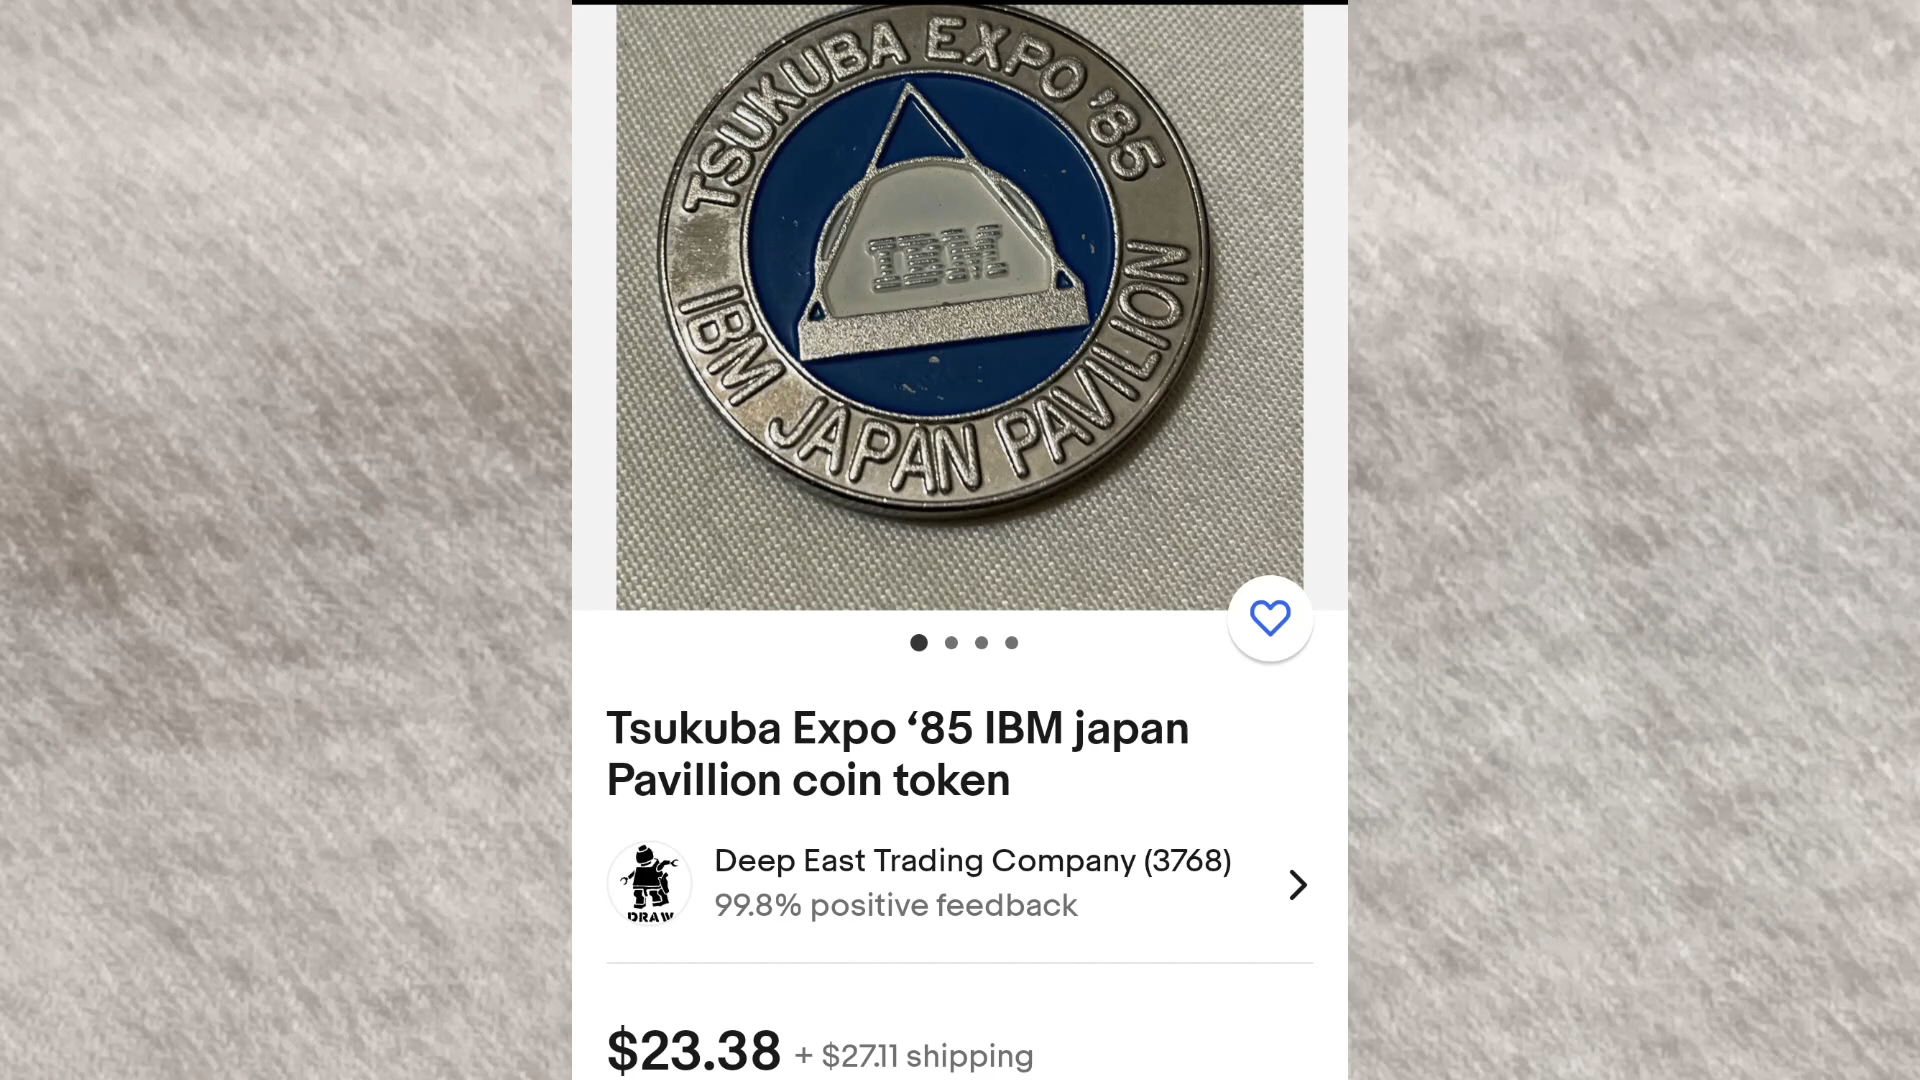 TSUKUBA EXPO '85
IBM
IBM JAPAN PAVILION
Tsukuba Expo ‘85 IBM japan
Pavillion coin token
Deep East Trading Company (3768)
99.8% positive feedback
DRAW
$23.38 + $27.11 shipping